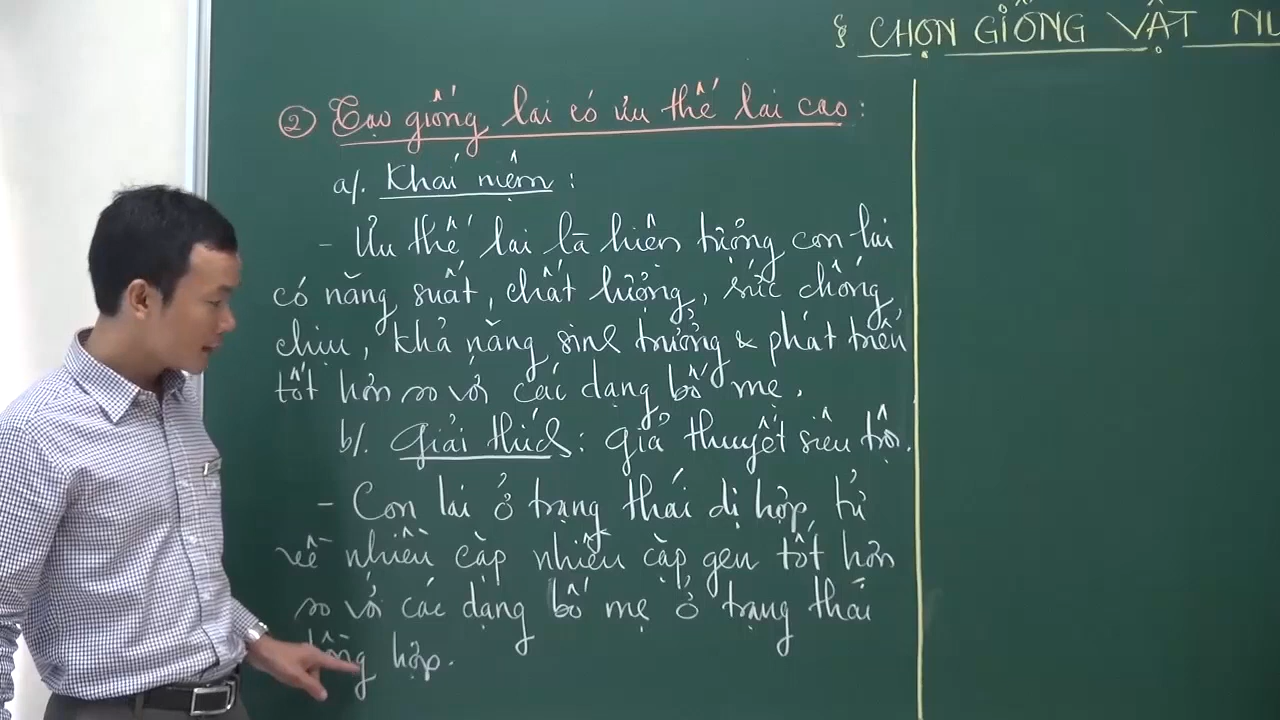 § CHỌN GIỐNG VẬT NU
② Tạo giống lai có ưu thế lai cao:
a/. Khái niệm:
- Ưu thế lai là hiện tượng con lai
có năng suất, chất lượng, sức chống
chịu, khả năng sinh trưởng & phát triển
tốt hơn so với các dạng bố mẹ.
b/. Giải thích: giả thuyết siêu trội.
- Con lai ở trạng thái dị hợp tử
về nhiều cặp nhiều cặp gen tốt hơn
so với các dạng bố mẹ ở trạng thái
đồng hợp.